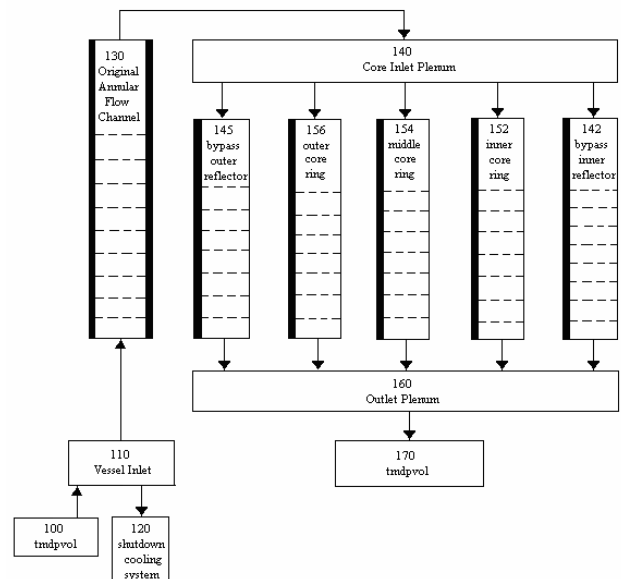 130
Original
Annular
Flow
Channel
140
Core Inlet Plenum
145
bypass
outer
reflector
156
outer
core
ring
154
middle
core
ring
152
inner
core
ring
142
bypass
inner
reflector
160
Outlet Plenum
110
Vessel Inlet
170
tmdpvol
100
tmdpvol
120
shutdown
cooling
system